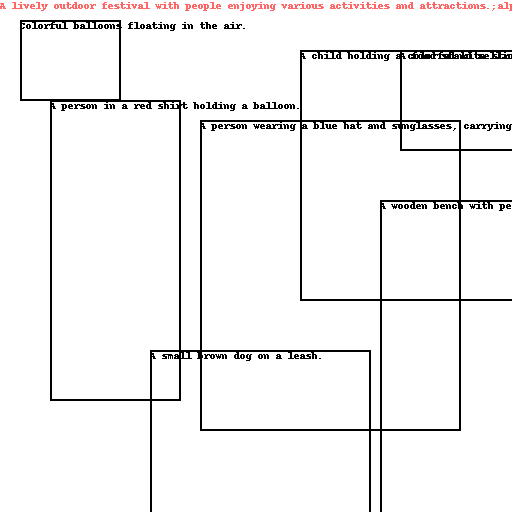 A lively outdoor festival with people enjoying various activities and attractions.;alp
Colorful balloons floating in the air.
A child holding a
A person in a red shirt holding a balloon.
A person wearing a blue hat and sunglasses, carrying
A wooden bench with pe
A small brown dog on a leash.